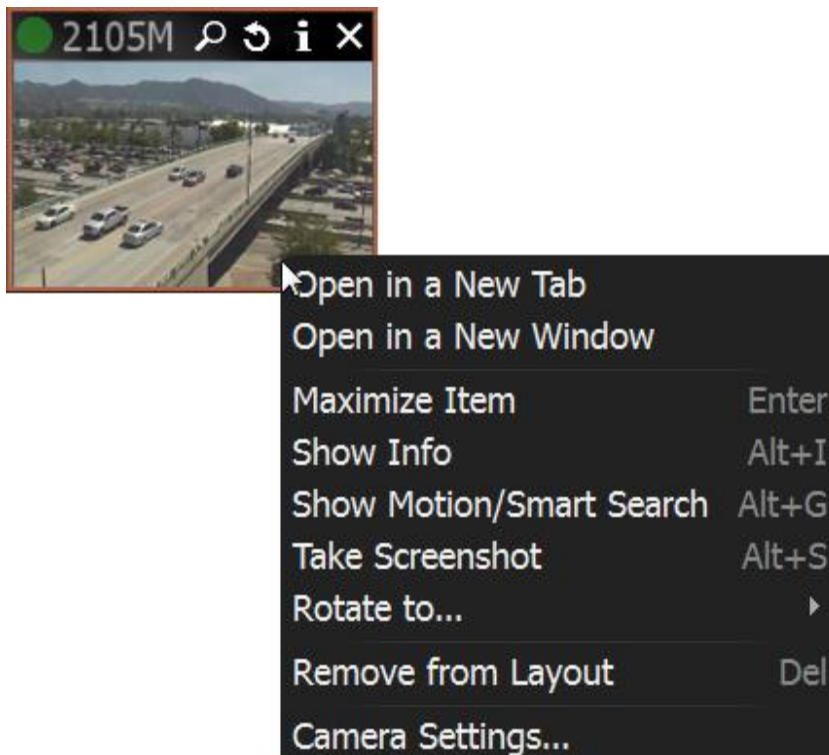 2105M
Open in a New Tab
Open in a New Window
Maximize Item Enter
Show Info Alt+I
Show Motion/Smart Search Alt+G
Take Screenshot Alt+S
Rotate to...
Remove from Layout Del
Camera Settings...